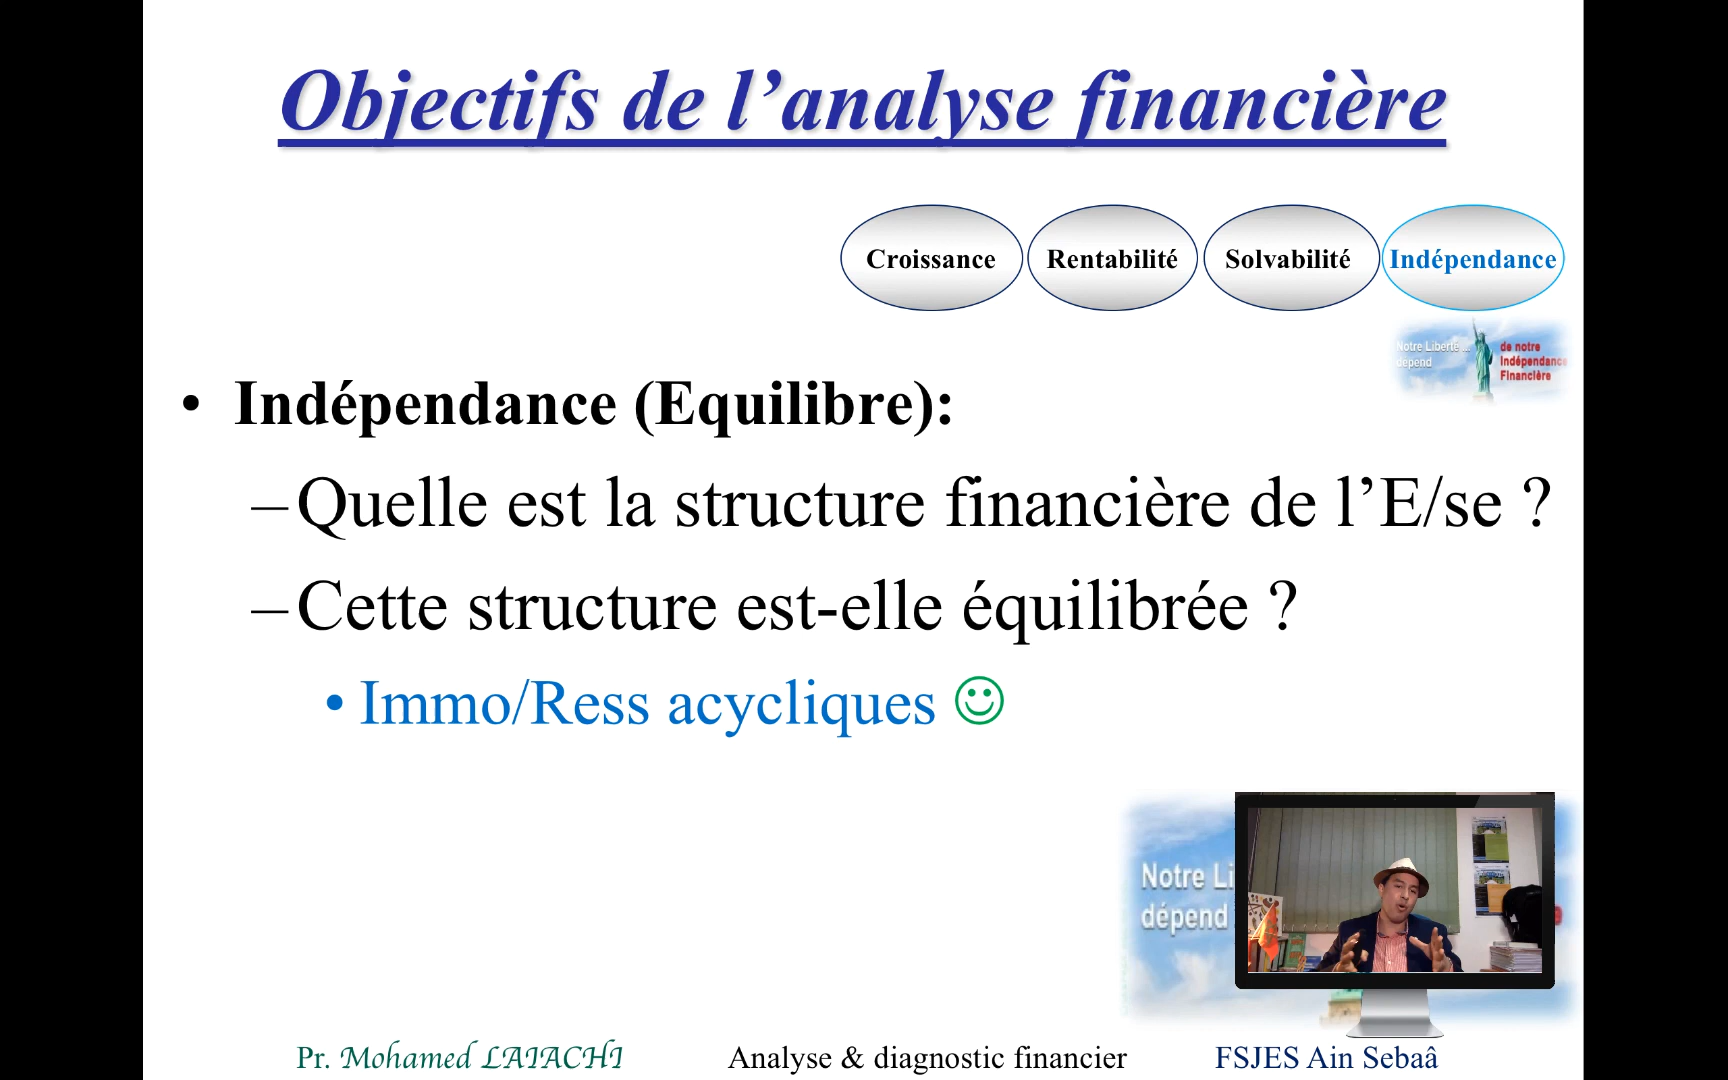 Objectifs de l’analyse financière
Croissance Rentabilité Solvabilité Indépendance
Notre Liberté ... de notre
dépend Indépendance
Financière
• Indépendance (Equilibre):
–Quelle est la structure financière de l’E/se ?
–Cette structure est-elle équilibrée ?
• Immo/Ress acycliques ☺
Notre Li
dépend
Pr. Mohamed LAIACHI Analyse & diagnostic financier FSJES Ain Sebaâ